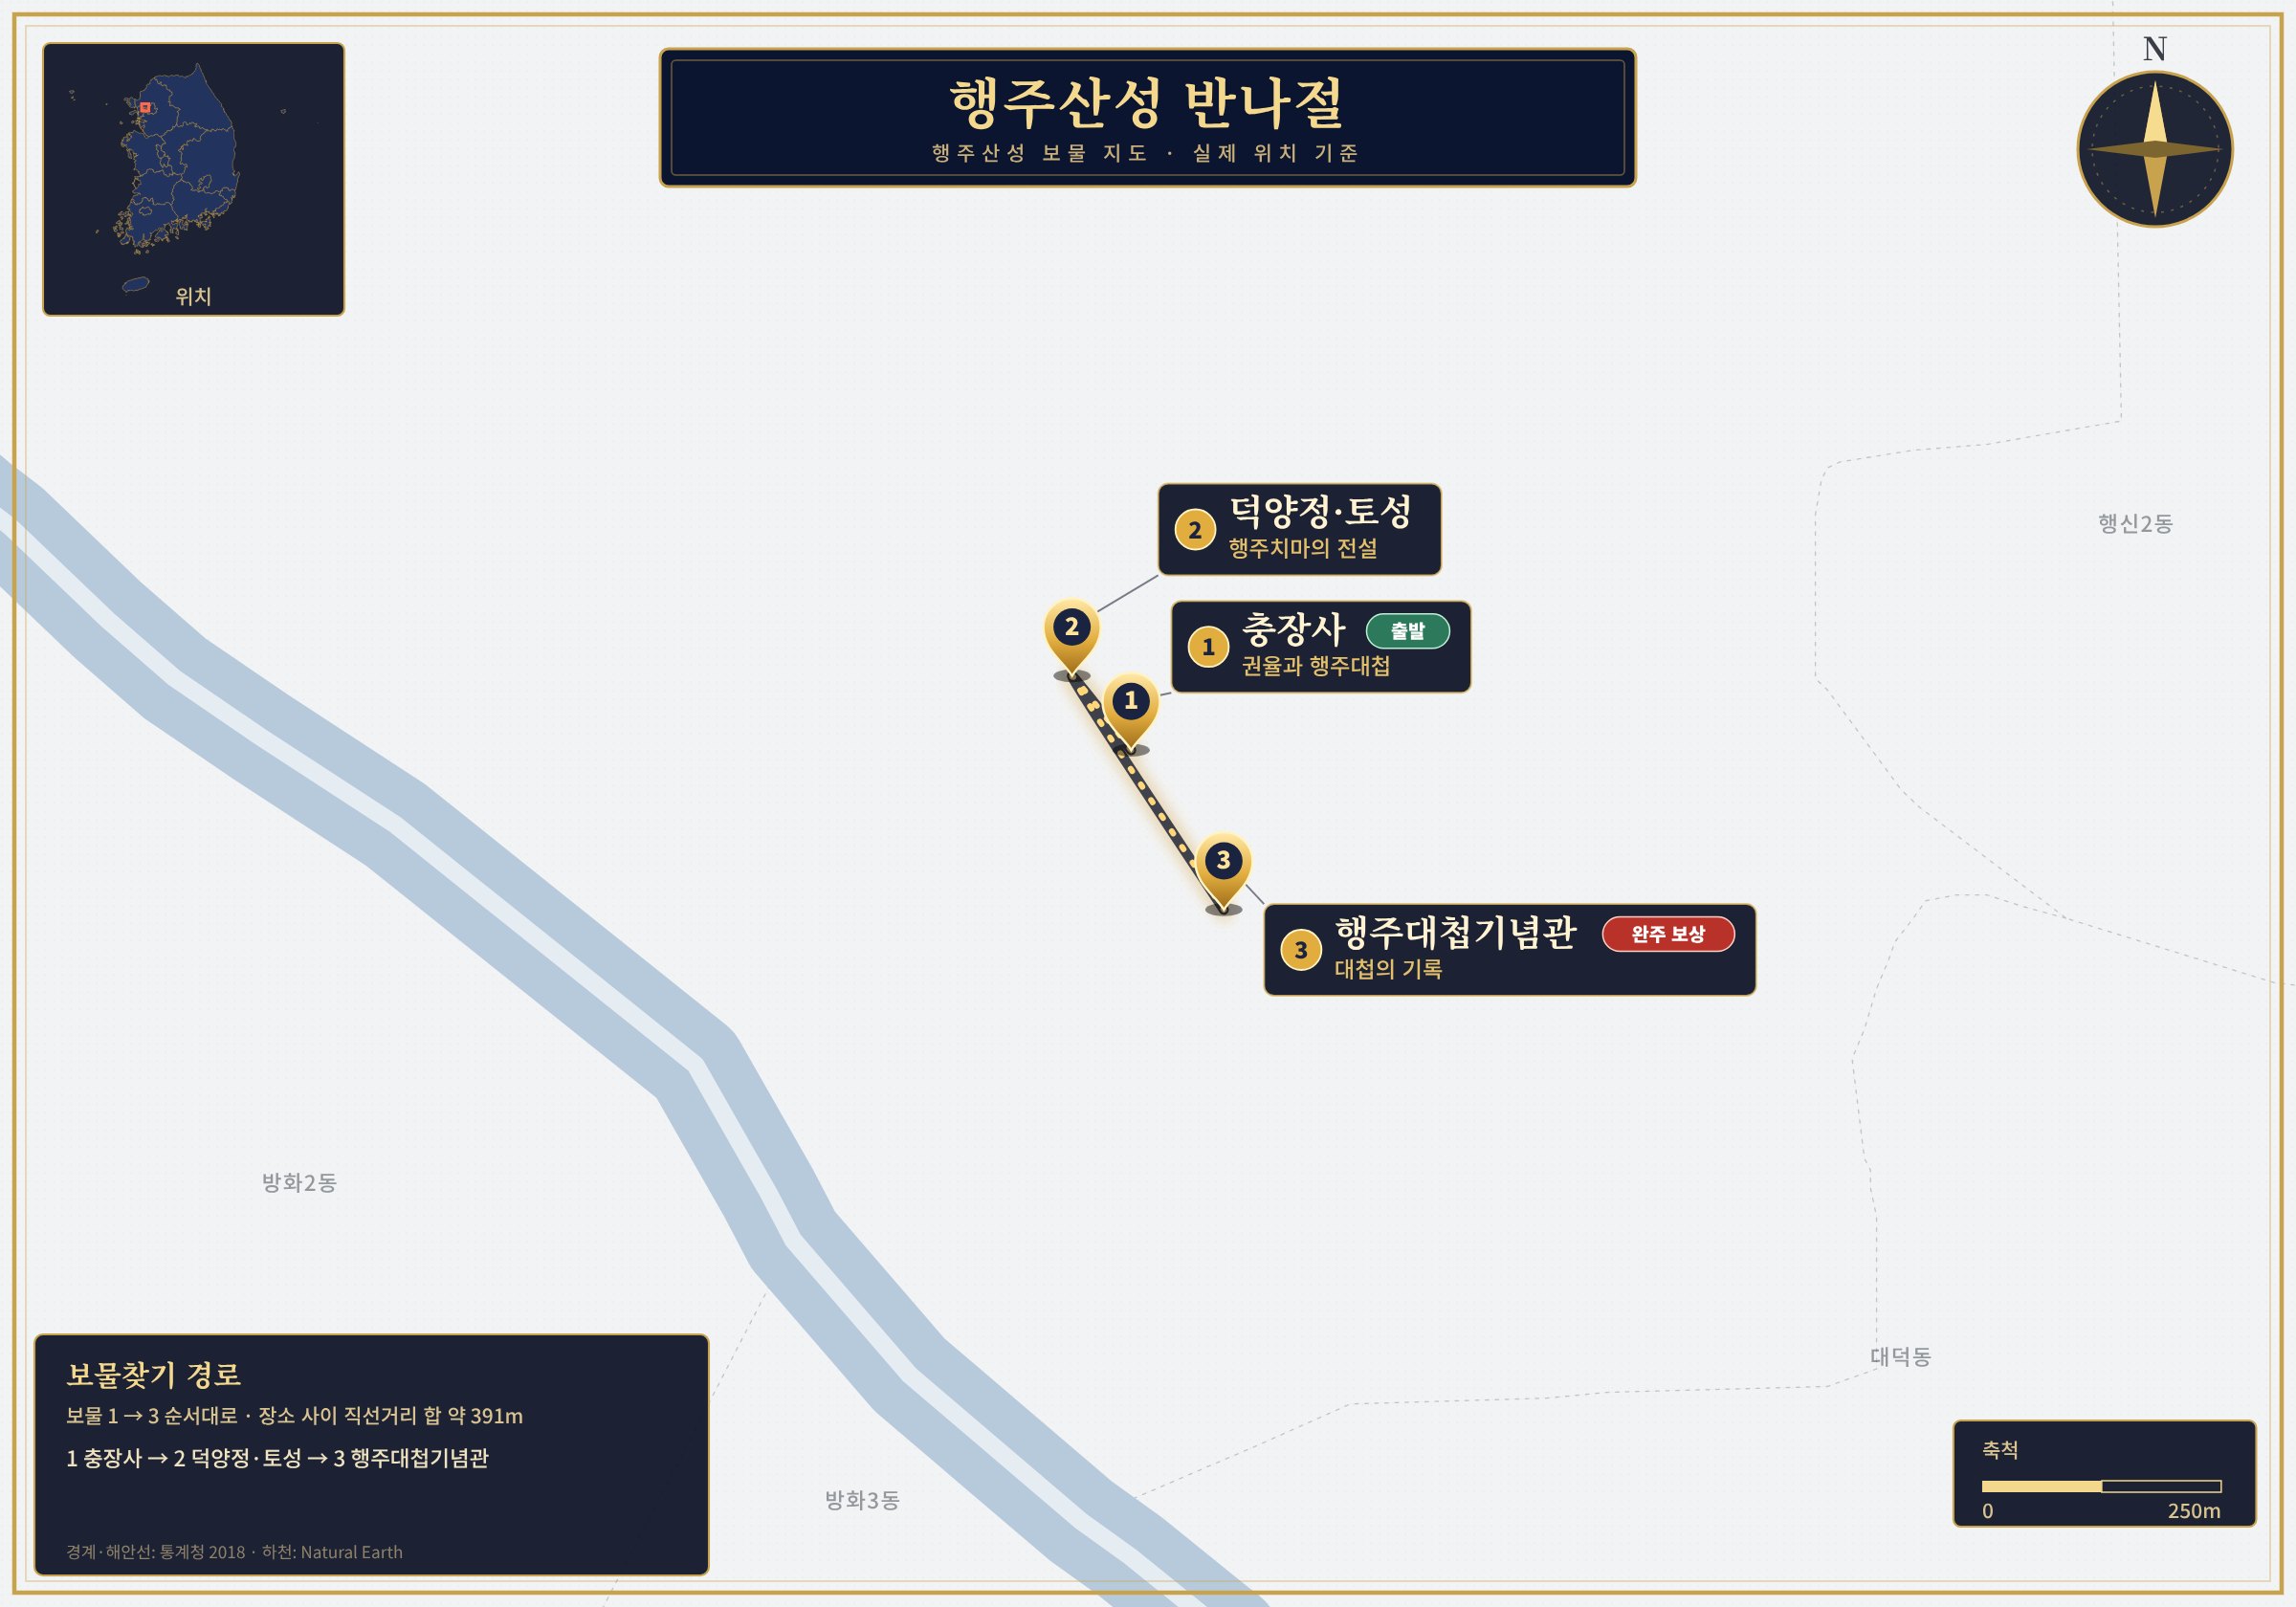 행주산성 반나절
행주산성 보물 지도 · 실제 위치 기준
N
위치
행신2동
2 덕양정·토성
행주치마의 전설
2
1 충장사 출발
권율과 행주대첩
1
3
3 행주대첩기념관 완주 보상
대첩의 기록
방화2동
대덕동
방화3동
보물찾기 경로
보물 1 → 3 순서대로 · 장소 사이 직선거리 합 약 391m
1 충장사 → 2 덕양정·토성 → 3 행주대첩기념관
경계·해안선: 통계청 2018 · 하천: Natural Earth
축척
0 250m